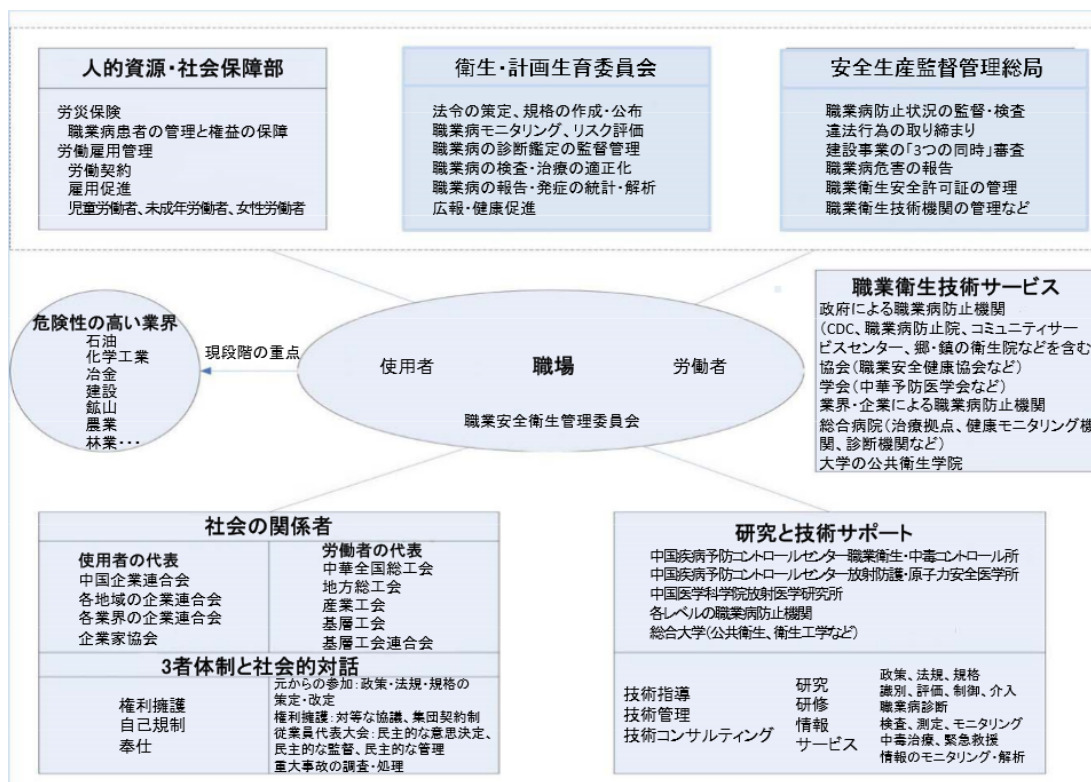 人的資源・社会保障部
労災保険
職業病患者の管理と権益の保障
労働雇用管理
労働契約
雇用促進
児童労働者、未成年労働者、女性労働者
衛生・計画生育委員会
法令の策定、規格の作成・公布
職業病モニタリング、リスク評価
職業病の診断鑑定の監督管理
職業病の検査・治療の適正化
職業病の報告・発症の統計・解析
広報・健康促進
安全生産監督管理総局
職業病防止状況の監督・検査
違法行為の取り締まり
建設事業の「3つの同時」審査
職業病危害の報告
職業衛生安全許可証の管理
職業衛生技術機関の管理など
危険性の高い業界
石油
化学工業
冶金
建設
鉱山
農業
林業・・・
現段階の重点
使用者
職場
労働者
職業安全衛生管理委員会
職業衛生技術サービス
政府による職業病防止機関
(CDC、職業病防止院、コミュニティサー
ビスセンター、郷・鎮の衛生院などを含む
協会(職業安全健康協会など)
学会(中華予防医学会など)
業界・企業による職業病防止機関
総合病院(治療拠点、健康モニタリング機
関、診断機関など)
大学の公共衛生学院
社会の関係者
使用者の代表
中国企業連合会
各地域の企業連合会
各業界の企業連合会
企業家協会
労働者の代表
中華全国総工会
地方総工会
産業工会
基層工会
基層工会連合会
3者体制と社会的対話
権利擁護
自己規制
奉仕
元からの参加:政策・法規・規格の
策定・改定
権利擁護:対等な協議、集団契約制
従業員代表大会:民主的な意思決定、
民主的な監督、民主的な管理
重大事故の調査・処理
研究と技術サポート
中国疾病予防コントロールセンター職業衛生・中毒コントロール所
中国疾病予防コントロールセンター放射防護・原子力安全医学所
中国医学科学院放射医学研究所
各レベルの職業病防止機関
総合大学(公共衛生、衛生工学など)
技術指導
技術管理
技術コンサルティング
研究
研修
情報
サービス
政策、法規、規格
識別、評価、制御、介入
職業病診断
検査、測定、モニタリング
中毒治療、緊急救援
情報のモニタリング・解析